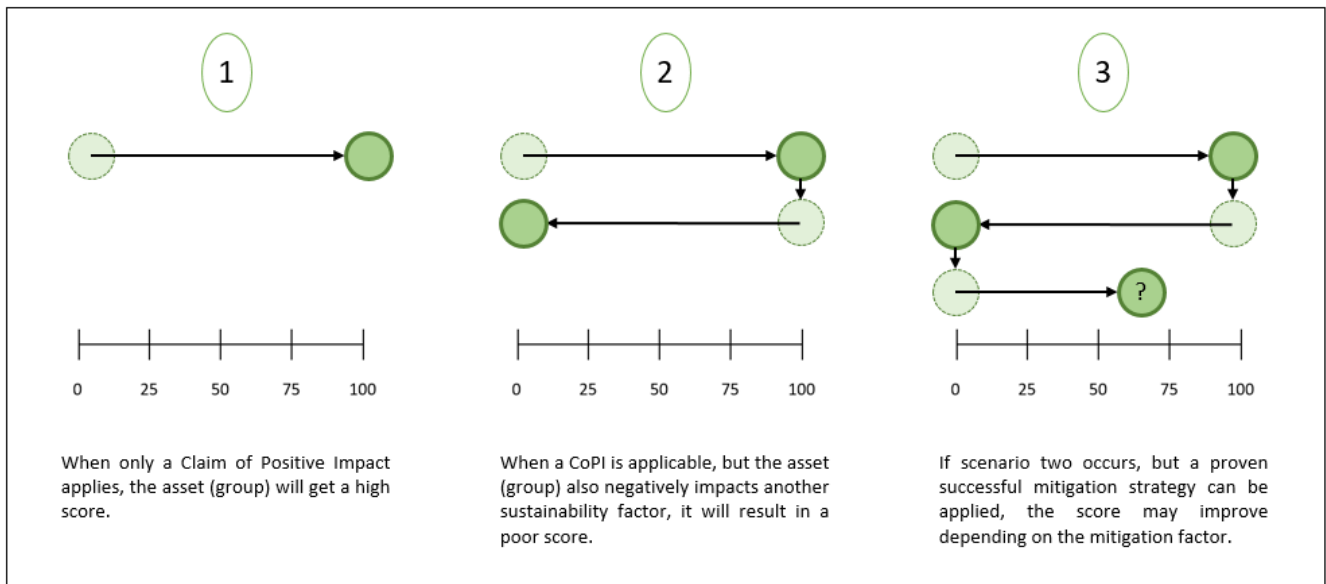 1
2
3
?
0 25 50 75 100
0 25 50 75 100
0 25 50 75 100
When only a Claim of Positive Impact
applies, the asset (group) will get a high
score.
When a CoPI is applicable, but the asset
(group) also negatively impacts another
sustainability factor, it will result in a
poor score.
If scenario two occurs, but a proven
successful mitigation strategy can be
applied, the score may improve
depending on the mitigation factor.